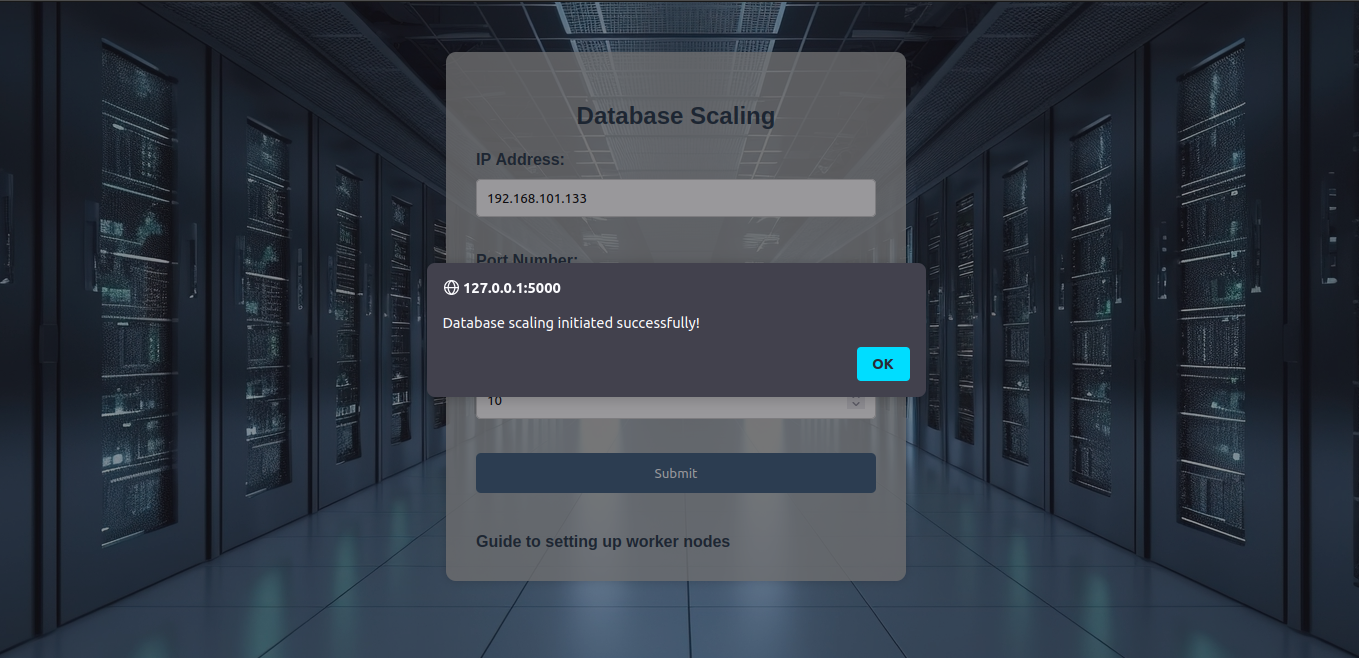 Database Scaling
IP Address:
192.168.101.133
Port Number:
127.0.0.1:5000
Database scaling initiated successfully!
OK
10
Submit
Guide to setting up worker nodes